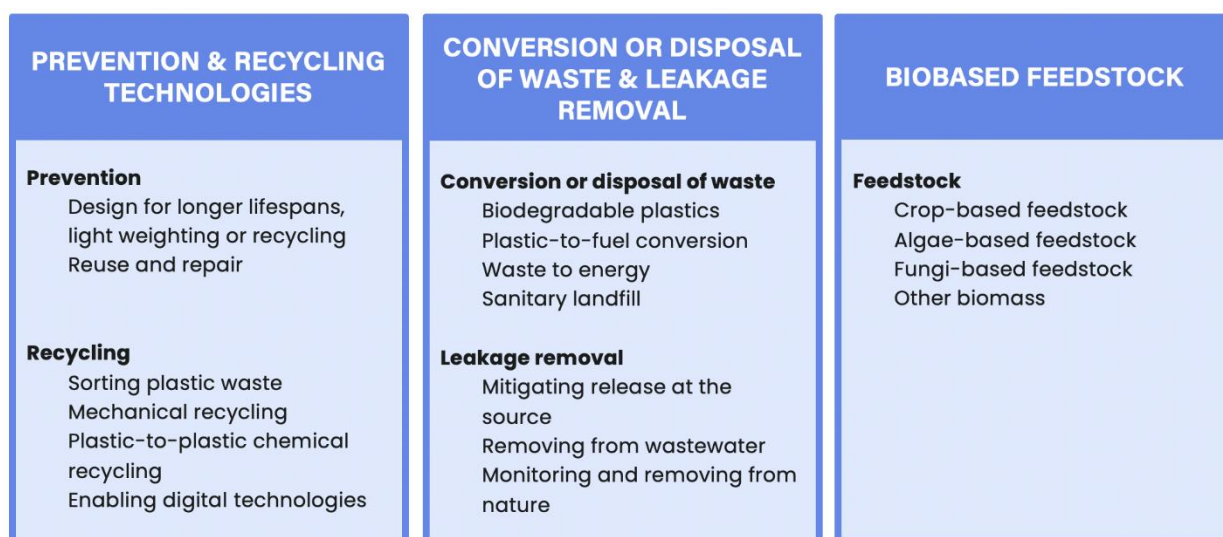 PREVENTION & RECYCLING
TECHNOLOGIES
Prevention
Design for longer lifespans,
light weighting or recycling
Reuse and repair
Recycling
Sorting plastic waste
Mechanical recycling
Plastic-to-plastic chemical
recycling
Enabling digital technologies
CONVERSION OR DISPOSAL
OF WASTE & LEAKAGE
REMOVAL
Conversion or disposal of waste
Biodegradable plastics
Plastic-to-fuel conversion
Waste to energy
Sanitary landfill
Leakage removal
Mitigating release at the
source
Removing from wastewater
Monitoring and removing from
nature
BIOBASED FEEDSTOCK
Feedstock
Crop-based feedstock
Algae-based feedstock
Fungi-based feedstock
Other biomass